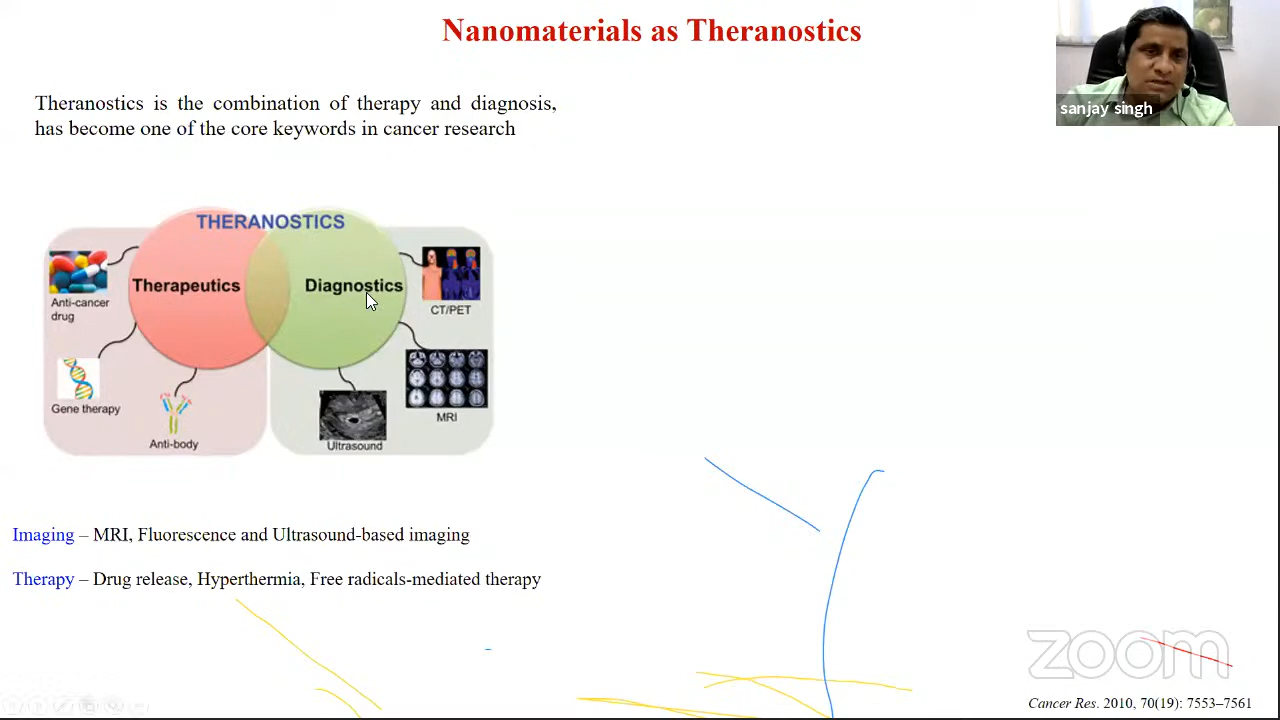 Nanomaterials as Theranostics
sanjay singh
Theranostics is the combination of therapy and diagnosis,
has become one of the core keywords in cancer research
THERANOSTICS
Therapeutics
Diagnostics
Anti-cancer
drug
CT/PET
Gene therapy
MRI
Anti-body
Ultrasound
Imaging – MRI, Fluorescence and Ultrasound-based imaging
Therapy – Drug release, Hyperthermia, Free radicals-mediated therapy
zoom
Cancer Res. 2010, 70(19): 7553–7561